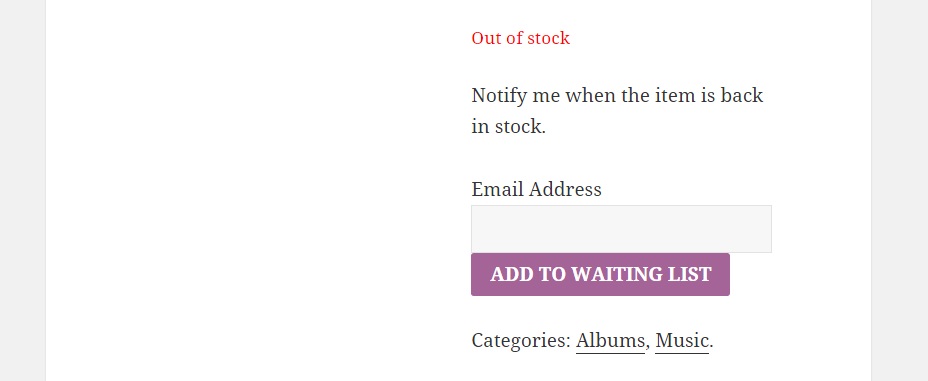 Out of stock
Notify me when the item is back
in stock.
Email Address
ADD TO WAITING LIST
Categories: Albums, Music.